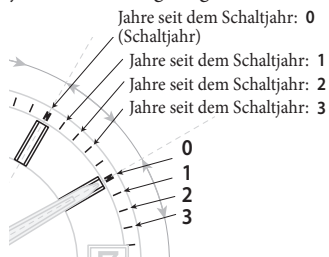 Jahre seit dem Schaltjahr: 0
(Schaltjahr)
Jahre seit dem Schaltjahr: 1
Jahre seit dem Schaltjahr: 2
Jahre seit dem Schaltjahr: 3
0
1
2
3